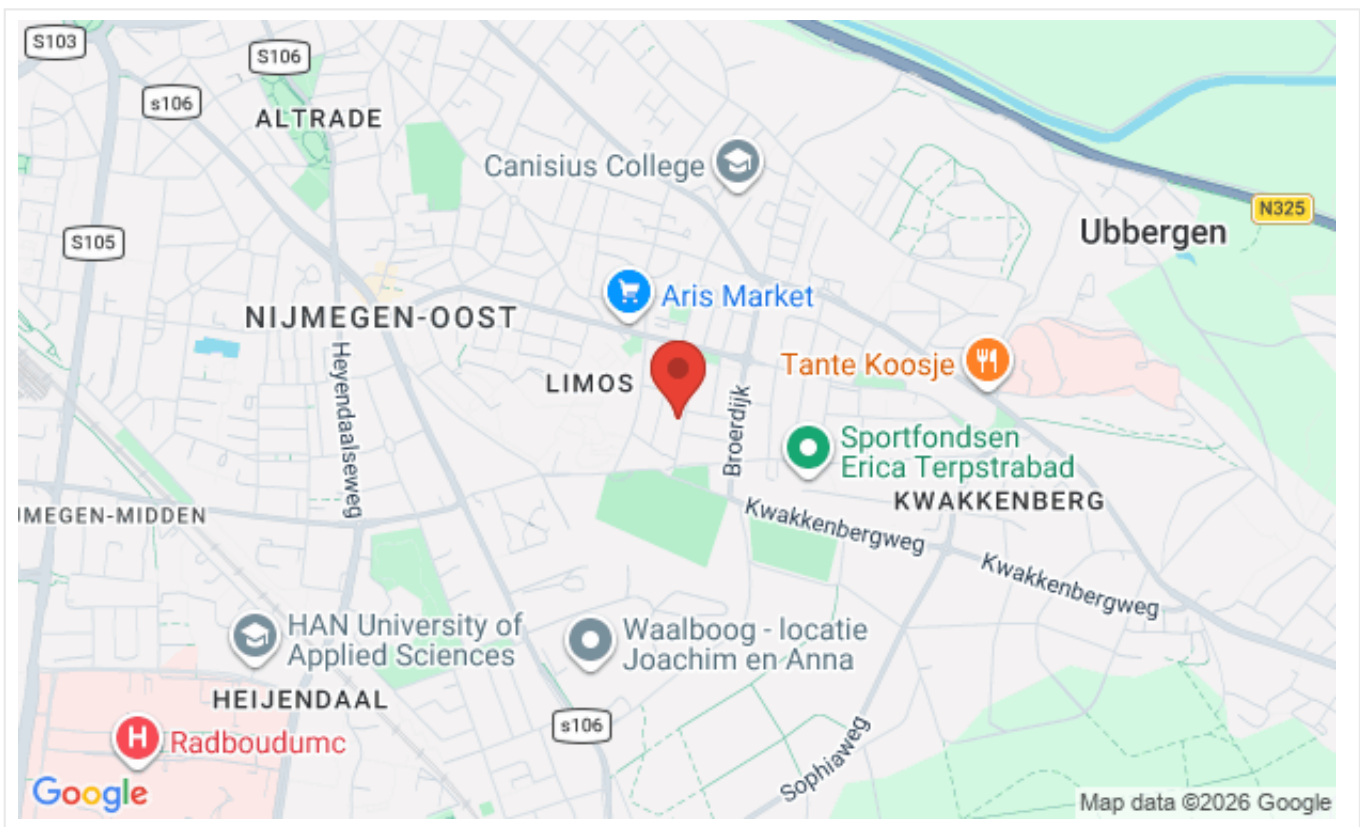 S103
S106
s106
ALTRADE
Canisius College
N325
S105
Ubbergen
Aris Market
NIJMEGEN-OOST
Tante Koosje
LIMOS
Heyendaalseweg
Broerdijk
Sportfondsen
Erica Terpstrabad
KWAKKENBERG
JMEGEN-MIDDEN
Kwakkenbergweg
Kwakkenbergweg
HAN University of
Applied Sciences
Waalboog - locatie
Joachim en Anna
HEIJENDAAL
s106
H
Radboudumc
Sophiaweg
Google
Map data ©2026 Google